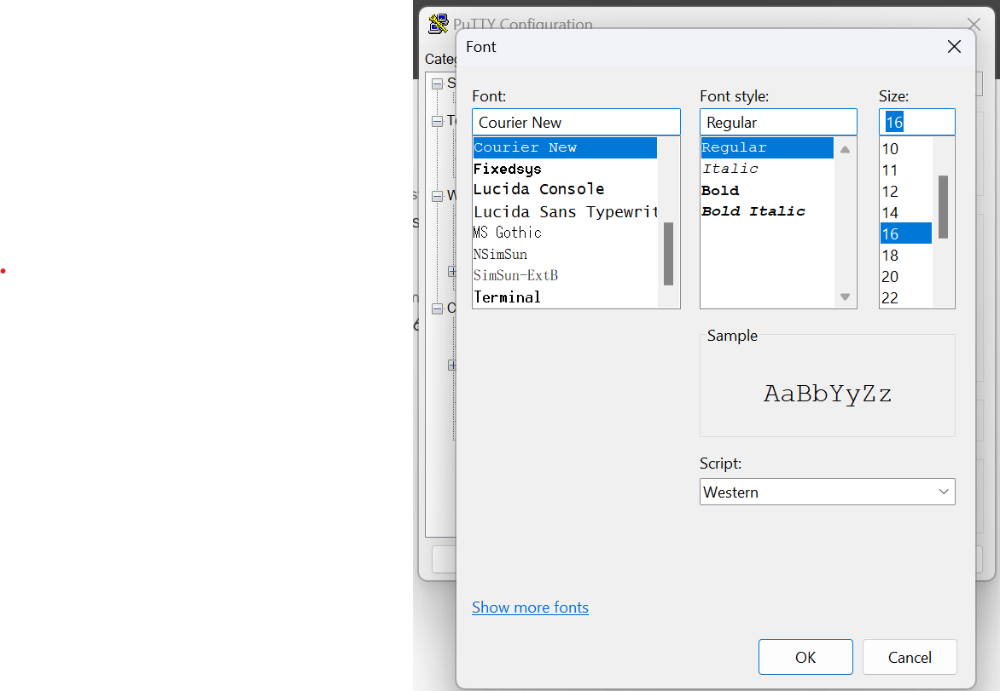 PuTTY Configuration
Font
Font:
Font style:
Size:
Courier New
Regular
16
Courier New
Fixedsys
Lucida Console
Lucida Sans Typewrit
MS Gothic
NSimSun
SimSun-ExtB
Terminal
Regular
Italic
Bold
Bold Italic
10
11
12
14
16
18
20
22
Sample
AaBbYyZz
Script:
Western
Show more fonts
OK
Cancel